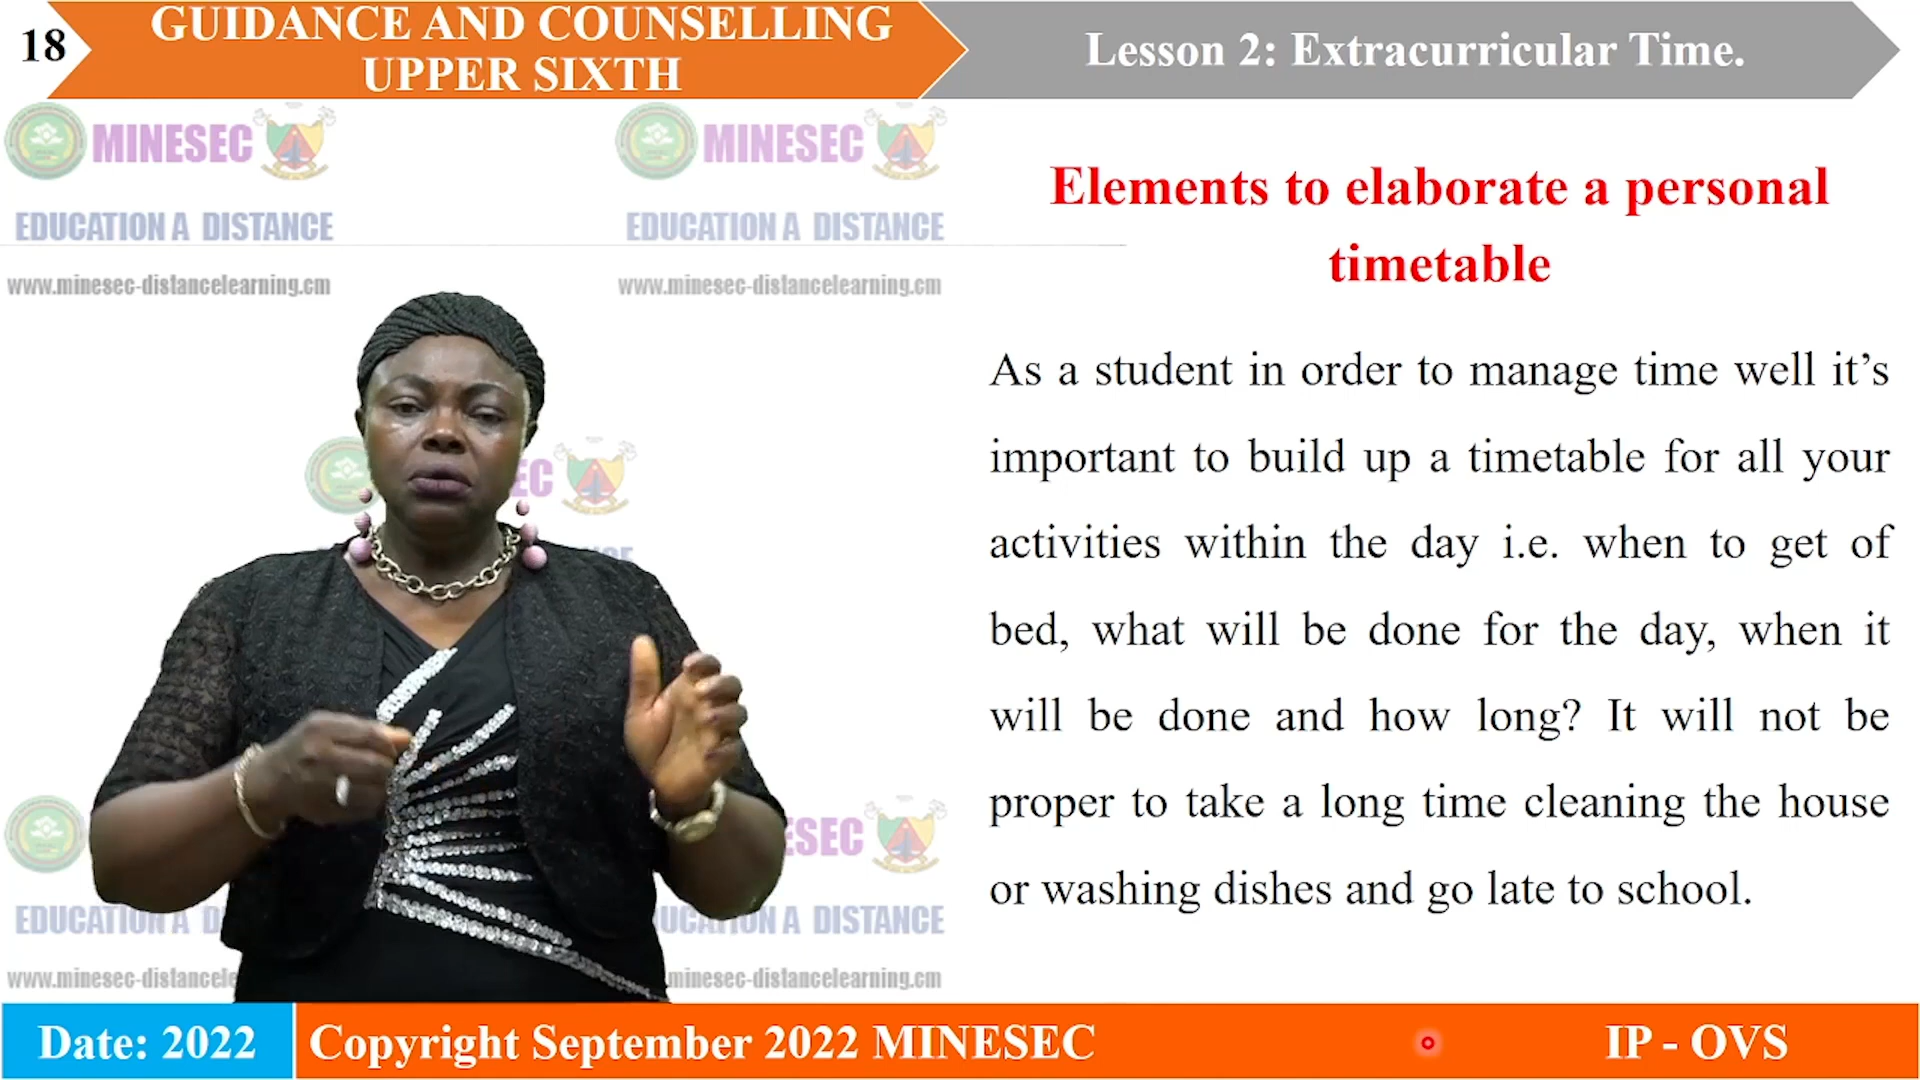 18
GUIDANCE AND COUNSELLING
UPPER SIXTH
Lesson 2: Extracurricular Time.
MINESEC
EDUCATION A DISTANCE
www.minesec-distancelearning.cm
MINESEC
EDUCATION A DISTANCE
www.minesec-distancelearning.cm
Elements to elaborate a personal
timetable
As a student in order to manage time well it’s
important to build up a timetable for all your
activities within the day i.e. when to get of
bed, what will be done for the day, when it
will be done and how long? It will not be
proper to take a long time cleaning the house
or washing dishes and go late to school.
Date: 2022
Copyright September 2022 MINESEC
IP - OVS